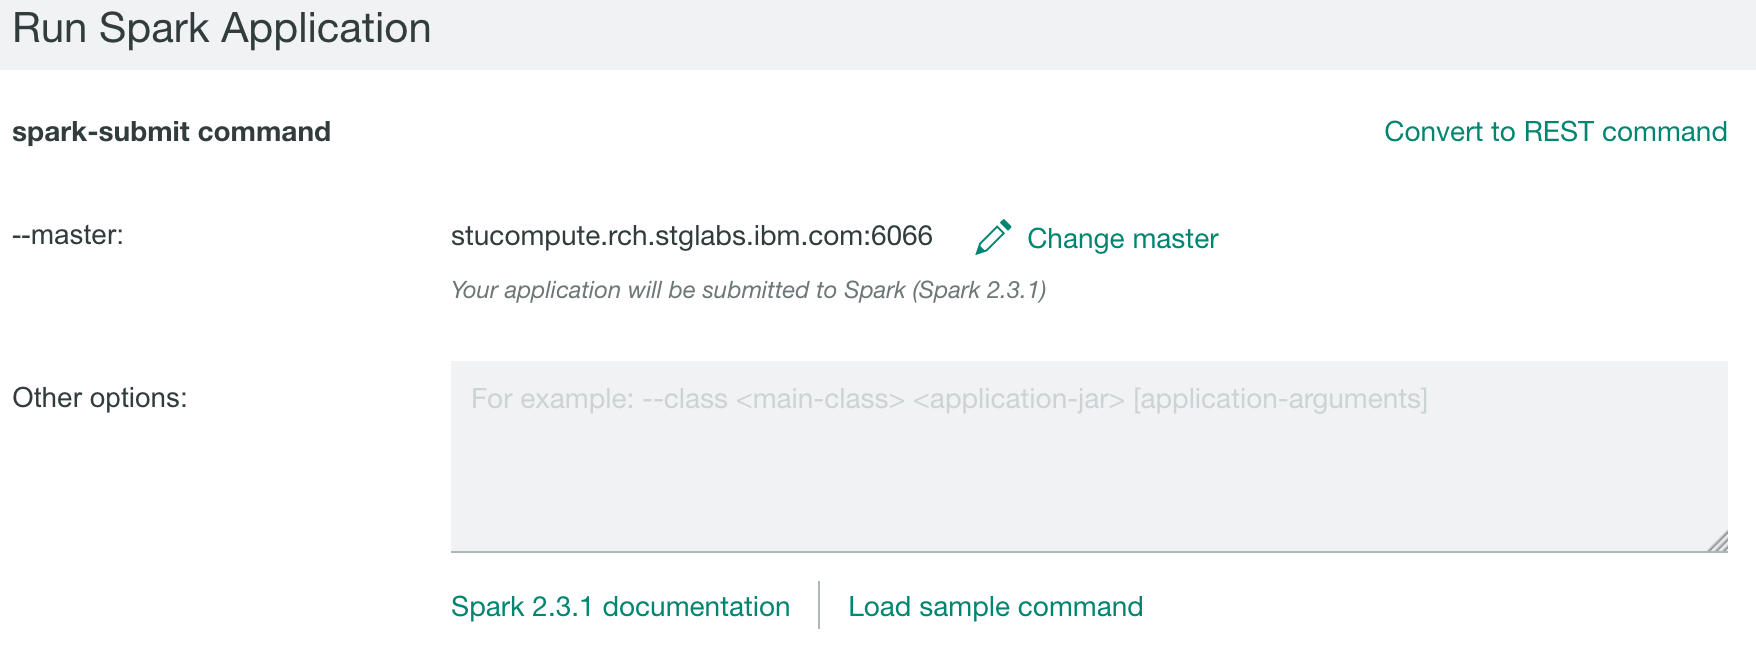 Run Spark Application
spark-submit command
Convert to REST command
--master:
stucompute.rch.stglabs.ibm.com:6066
Change master
Your application will be submitted to Spark (Spark 2.3.1)
Other options:
For example: --class <main-class> <application-jar> [application-arguments]
Spark 2.3.1 documentation
Load sample command